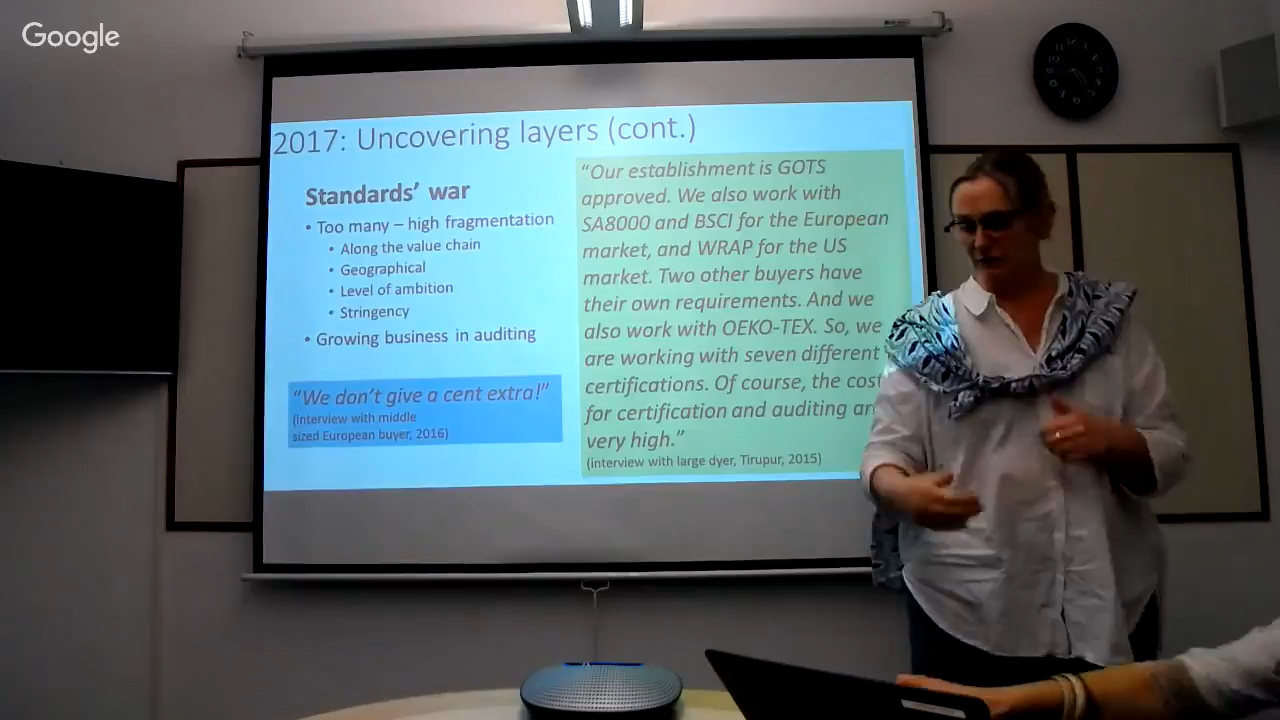 Google
2017: Uncovering layers (cont.)
Standards' war
• Too many – high fragmentation
• Along the value chain
• Geographical
• Level of ambition
• Stringency
• Growing business in auditing
"We don't give a cent extra!"
(Interview with middle
sized European buyer, 2016)
"Our establishment is GOTS
approved. We also work with
SA8000 and BSCI for the European
market, and WRAP for the US
market. Two other buyers have
their own requirements. And we
also work with OEKO-TEX. So, we
are working with seven different
certifications. Of course, the cost
for certification and auditing ar
very high."
(interview with large dyer, Tirupur, 2015)